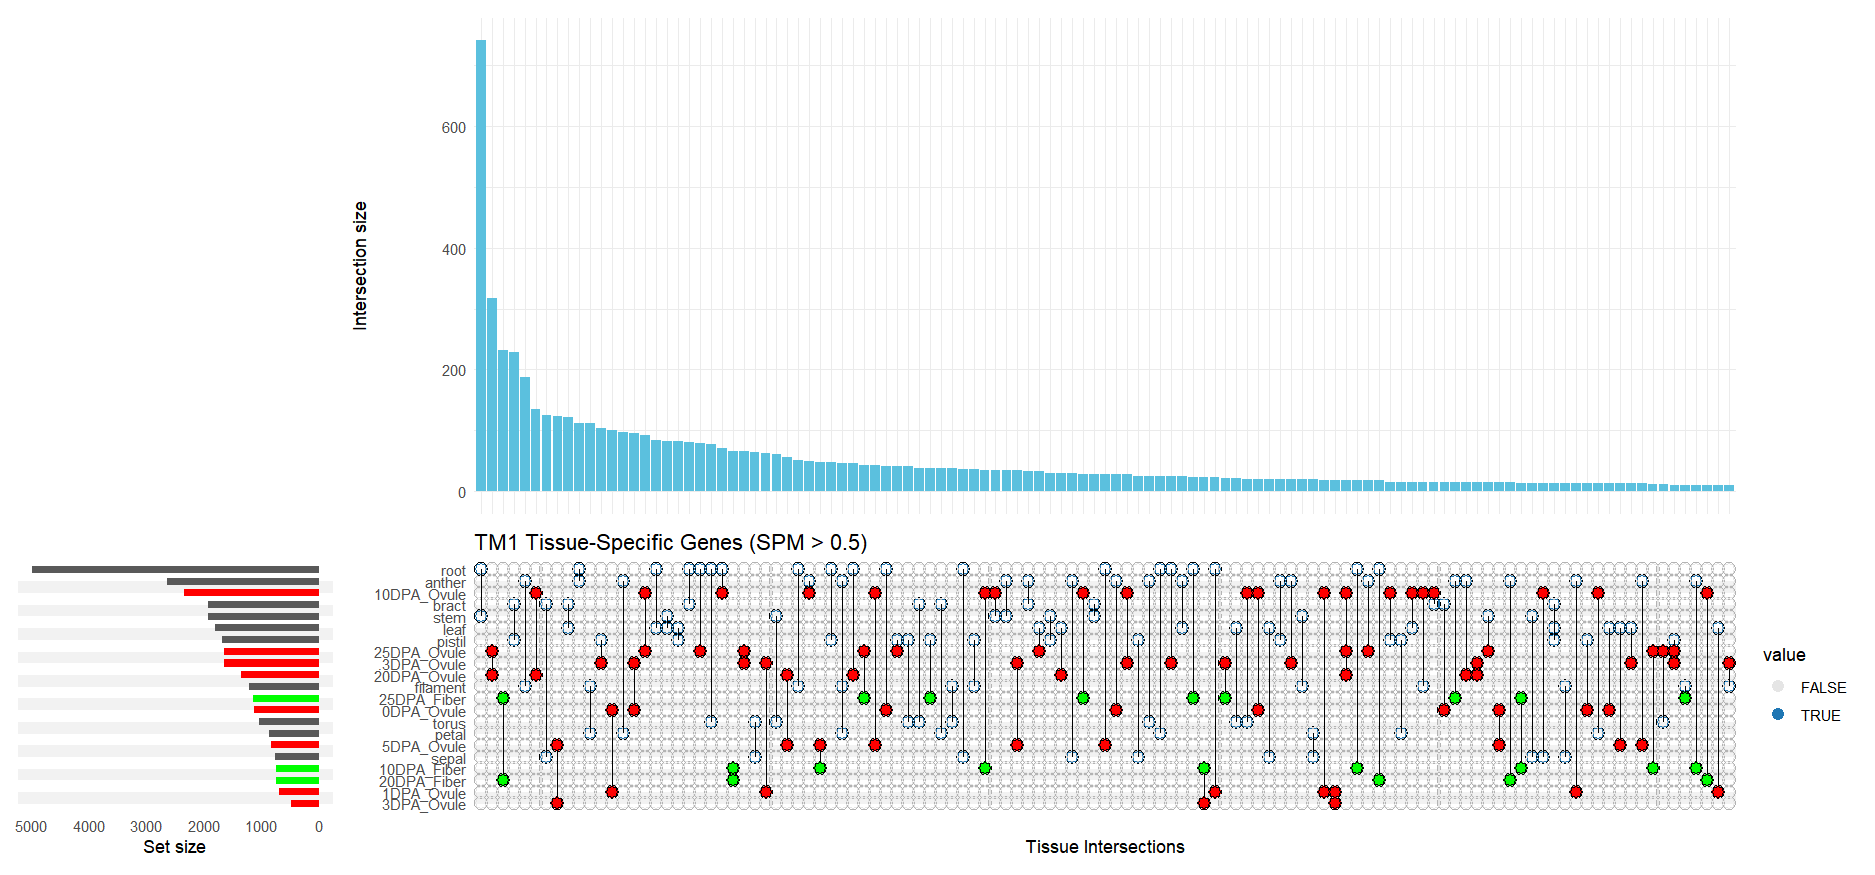 600
400
200
0
Intersection size
TM1 Tissue-Specific Genes (SPM > 0.5)
root
anther
10DPA_Ovule
bract
stem
leaf
pistil
25DPA_Ovule
3DPA_Ovule
20DPA_Ovule
filament
25DPA_Fiber
0DPA_Ovule
torus
petal
5DPA_Ovule
sepal
10DPA_Fiber
20DPA_Fiber
1DPA_Ovule
3DPA_Ovule
5000 4000 3000 2000 1000 0
Set size
Tissue Intersections
value
FALSE
TRUE